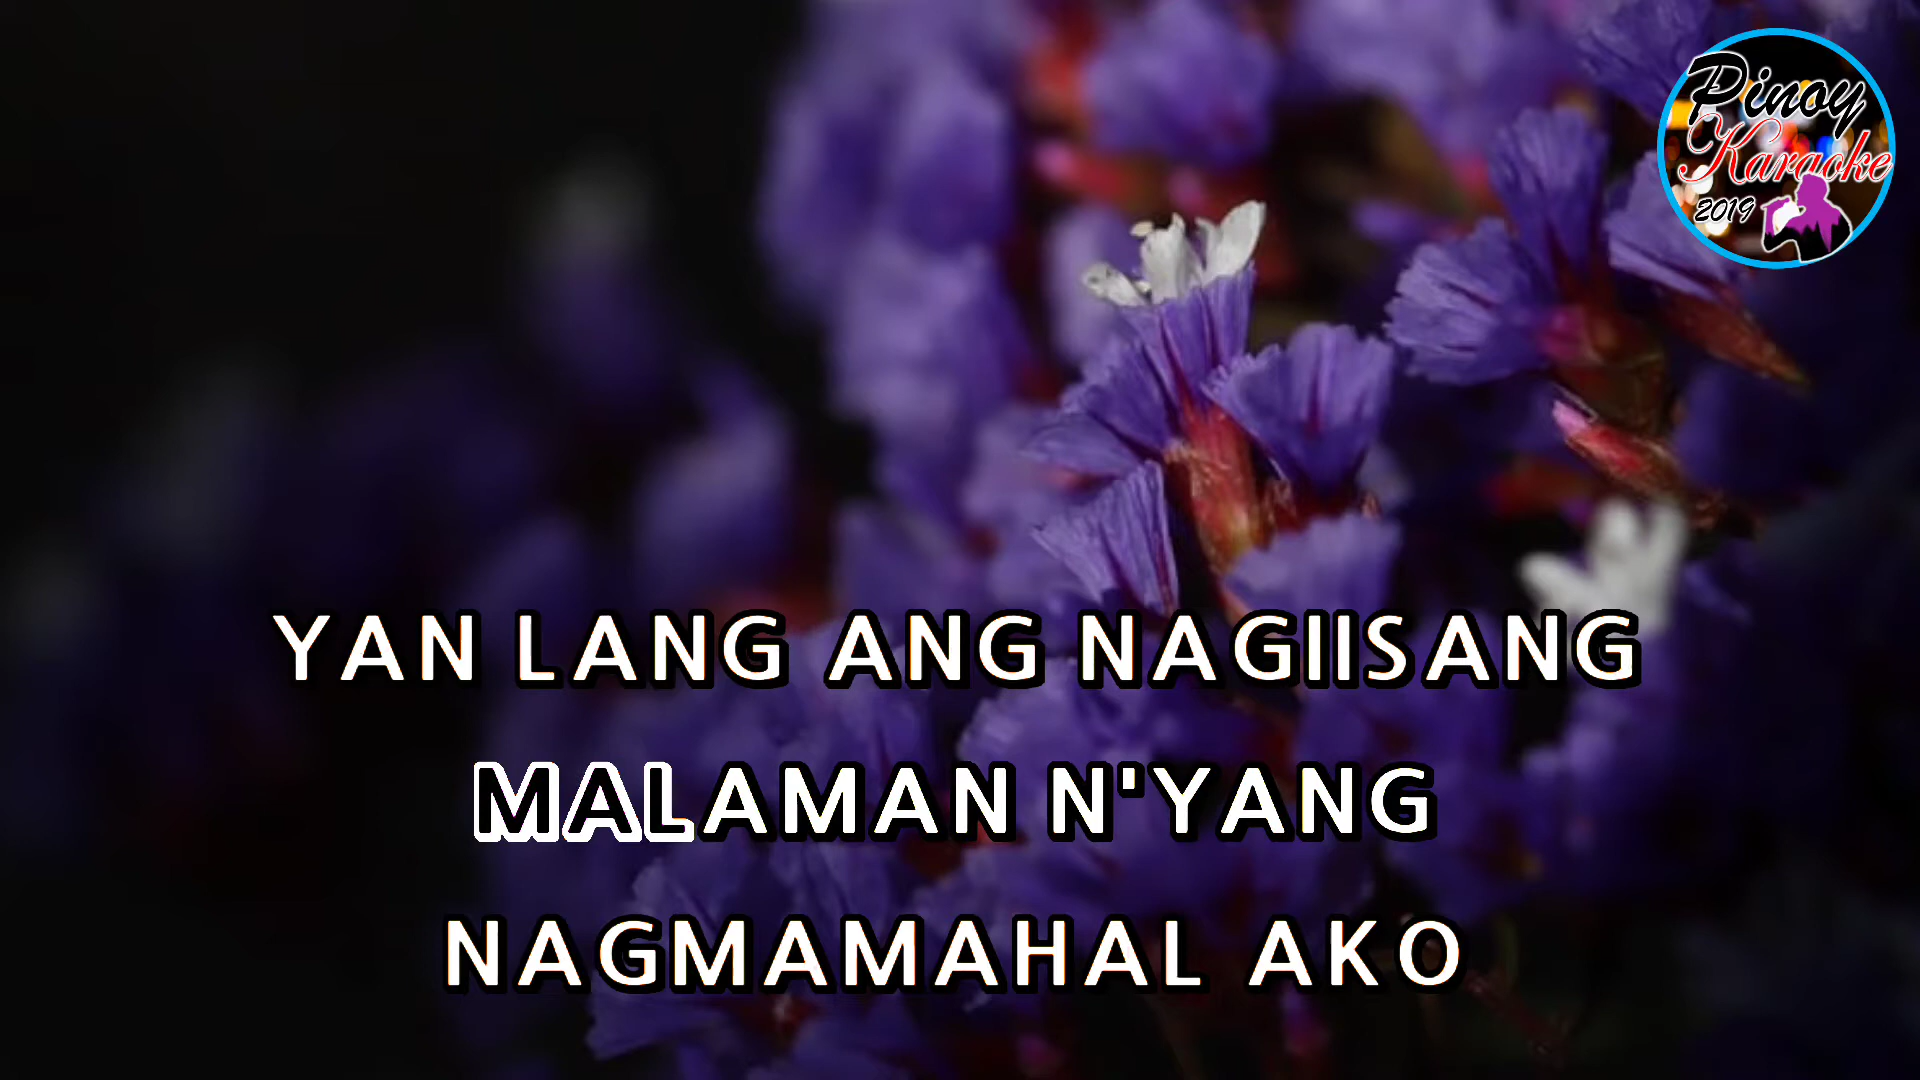 Pinoy
Karaoke
2019
YAN LANG ANG NAGIISANG
MALAMAN N'YANG
NAGMAMAHAL AKO